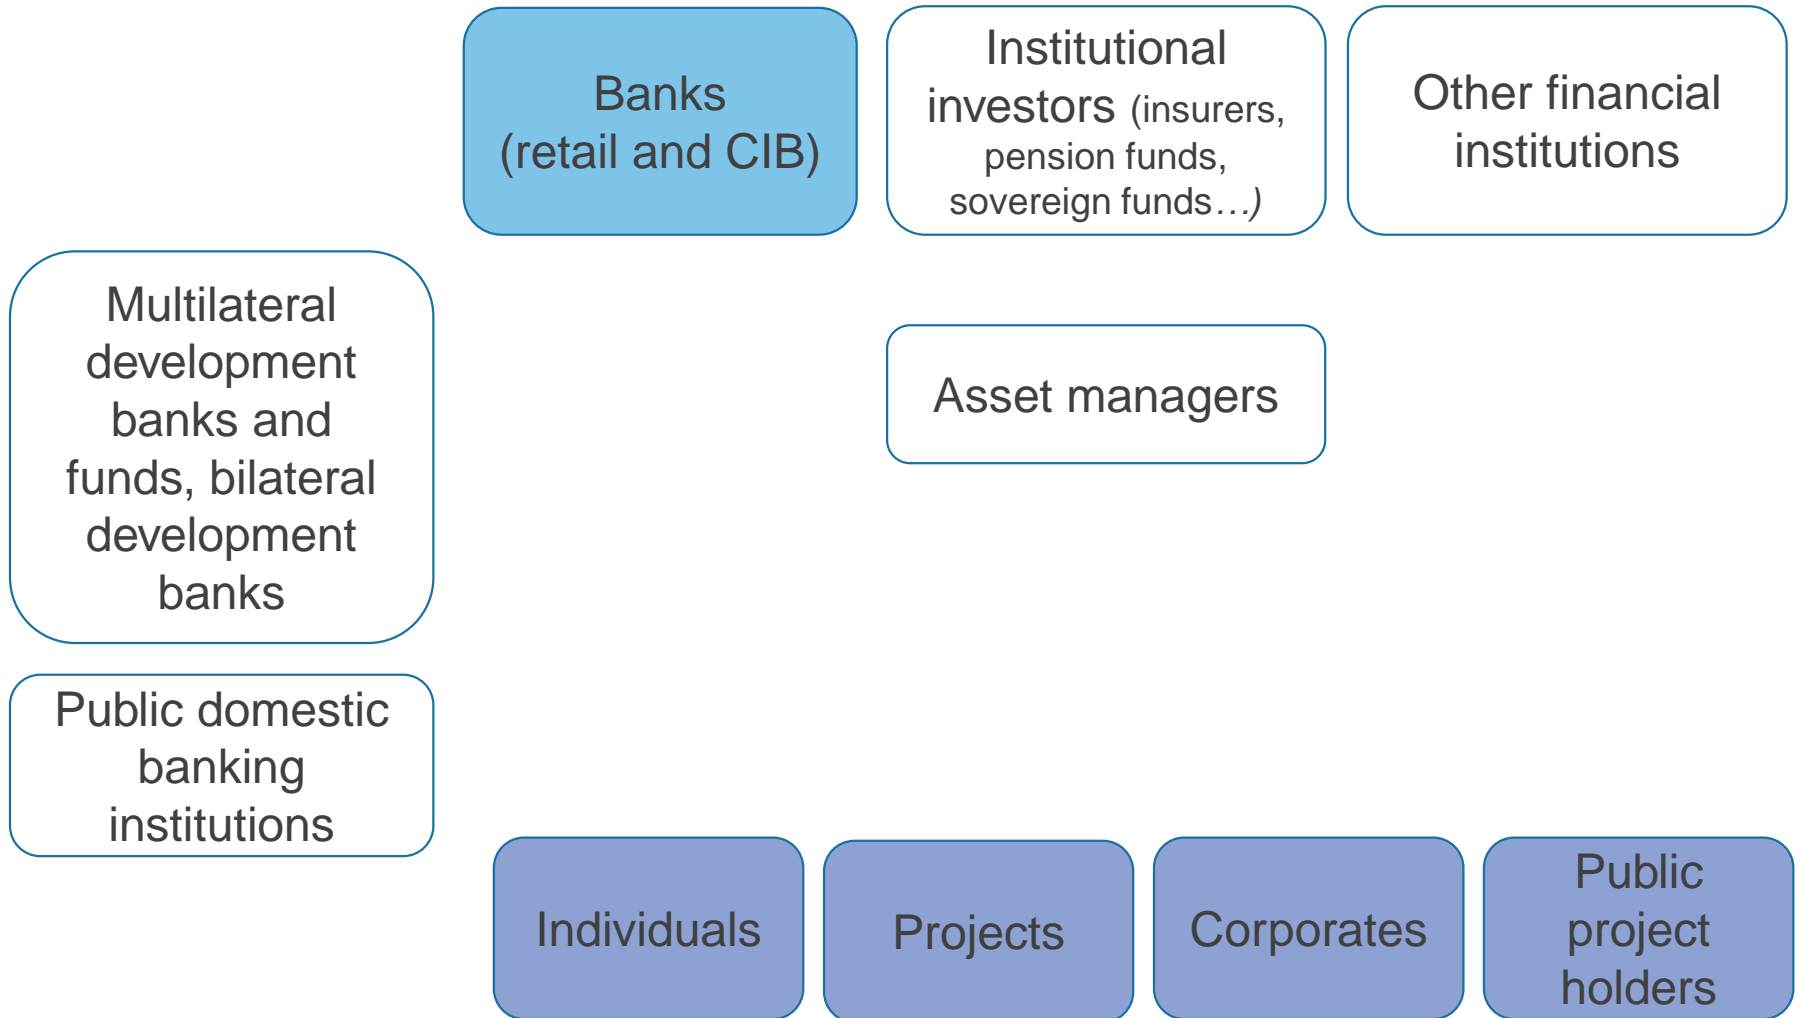 Banks
(retail and CIB)
Institutional
investors (insurers,
pension funds,
sovereign funds…)
Other financial
institutions
Multilateral
development
banks and
funds, bilateral
development
banks
Asset managers
Public domestic
banking
institutions
Individuals
Projects
Corporates
Public
project
holders